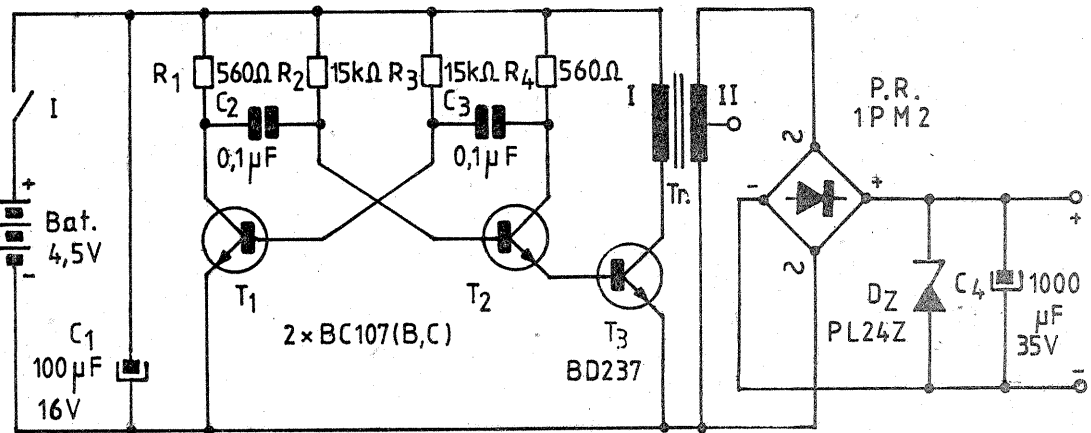 R1 560Ω R2 15kΩ R3 15kΩ R4 560Ω
C2
0,1µF
C3
0,1µF
I
+
Bat.
4,5V
-
C1
100µF
16V
T1
T2
2×BC107(B,C)
T3
BD237
I
II
Tr.
P.R.
1PM2
~
-
+
~
DZ
PL24Z
C4
1000
µF
35V
+
-